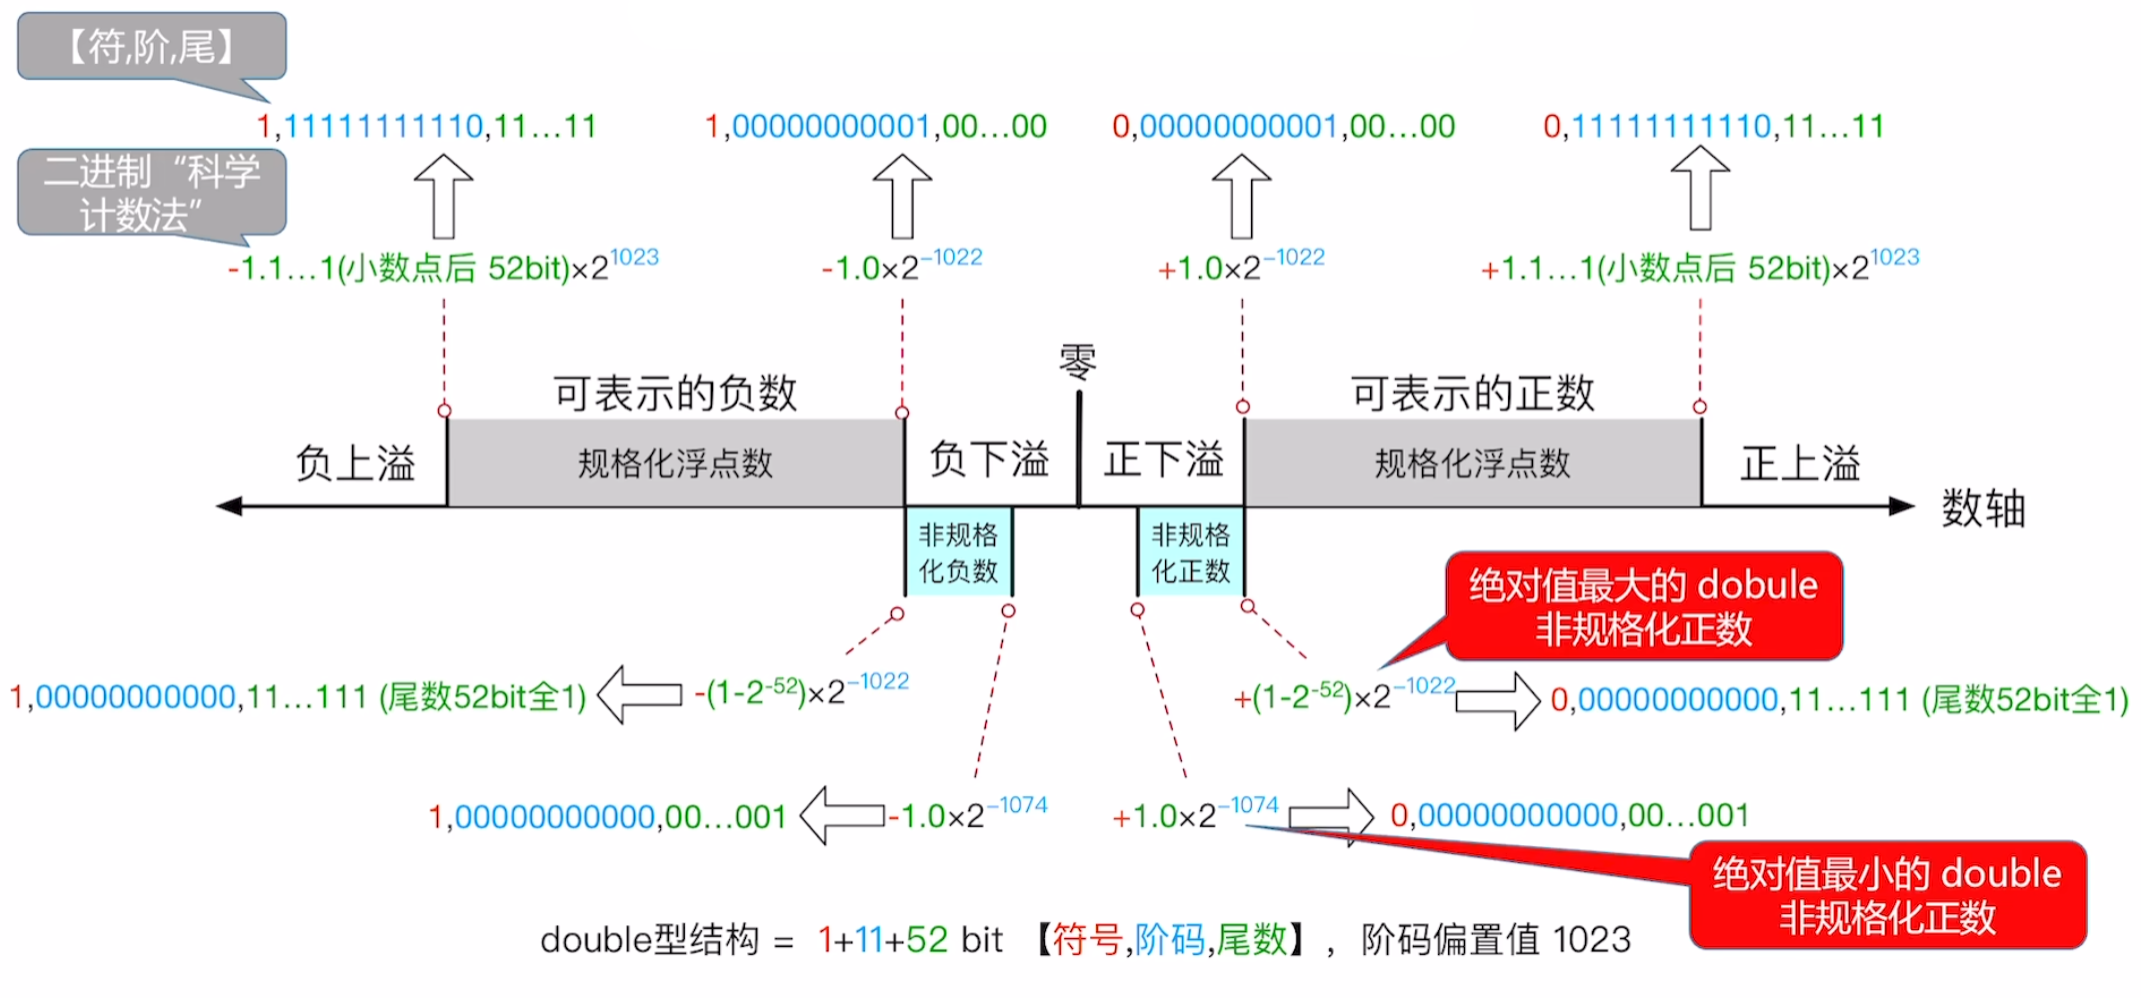 【符,阶,尾】
1,11111111110,11...11
1,00000000001,00...00
0,00000000001,00...00
0,11111111110,11...11
二进制“科学
计数法”
-1.1...1(小数点后 52bit)×2^1023
-1.0×2^−1022
+1.0×2^−1022
+1.1...1(小数点后 52bit)×2^1023
零
可表示的负数
可表示的正数
负上溢
规格化浮点数
负下溢
正下溢
规格化浮点数
正上溢
数轴
非规格
化负数
非规格
化正数
绝对值最大的 dobule
非规格化正数
1,00000000000,11...111 (尾数52bit全1)
-(1-2^-52)×2^−1022
+(1-2^-52)×2^−1022
0,00000000000,11...111 (尾数52bit全1)
1,00000000000,00...001
-1.0×2^−1074
+1.0×2^−1074
0,00000000000,00...001
绝对值最小的 double
非规格化正数
double型结构 = 1+11+52 bit 【符号,阶码,尾数】, 阶码偏置值 1023